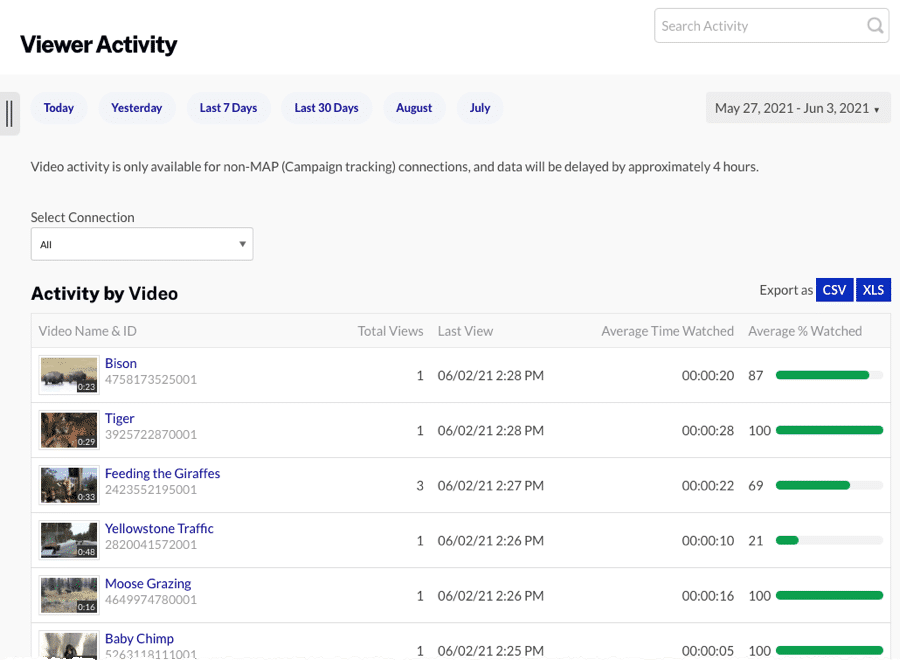 Search Activity
Viewer Activity
Today Yesterday Last 7 Days Last 30 Days August July May 27, 2021 - Jun 3, 2021
Video activity is only available for non-MAP (Campaign tracking) connections, and data will be delayed by approximately 4 hours.
Select Connection
All
Activity by Video Export as CSV XLS
Video Name & ID Total Views Last View Average Time Watched Average % Watched
Bison
0:23 4758173525001 1 06/02/21 2:28 PM 00:00:20 87
Tiger
0:29 3925722870001 1 06/02/21 2:28 PM 00:00:28 100
Feeding the Giraffes
0:33 2423552195001 3 06/02/21 2:27 PM 00:00:22 69
Yellowstone Traffic
0:48 2820041572001 1 06/02/21 2:26 PM 00:00:10 21
Moose Grazing
0:16 4649974780001 1 06/02/21 2:26 PM 00:00:16 100
Baby Chimp
5263118111001 1 06/02/21 2:25 PM 00:00:05 100